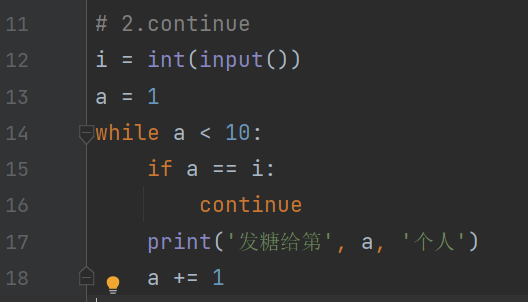 11 # 2.continue
12 i = int(input())
13 a = 1
14 while a < 10:
15 if a == i:
16 continue
17 print('发糖给第', a, '个人')
18 a += 1